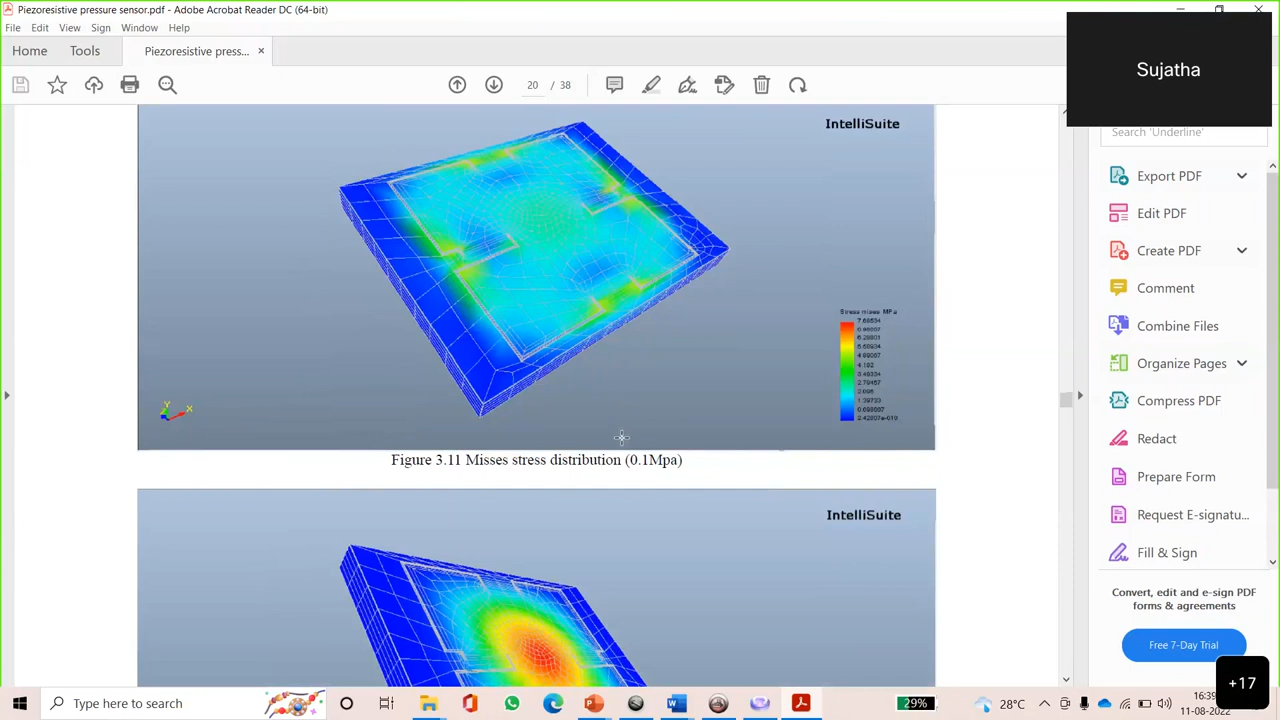 Piezoresistive pressure sensor.pdf - Adobe Acrobat Reader DC (64-bit)
File Edit View Sign Window Help
Home Tools Piezoresistive press... ×
20 / 38
Sujatha
Search 'Underline'
Export PDF
Edit PDF
Create PDF
Comment
Combine Files
Organize Pages
Compress PDF
Redact
Prepare Form
Request E-signatu...
Fill & Sign
Convert, edit and e-sign PDF
forms & agreements
Free 7-Day Trial
IntelliSuite
Stress mises MPa
Y
X
Figure 3.11 Misses stress distribution (0.1Mpa)
IntelliSuite
+17
Type here to search
29%
28°C
16:39
11-08-2022